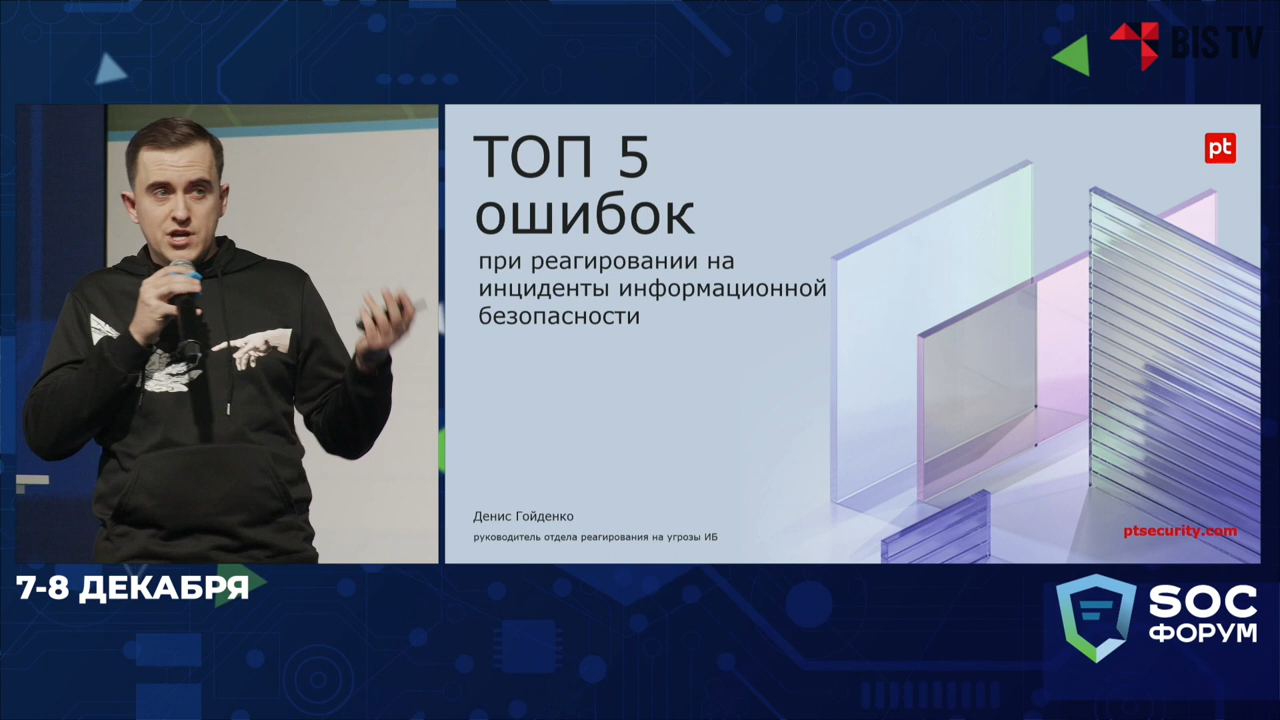 BIS TV
ТОП 5
ошибок
при реагировании на
инциденты информационной
безопасности
pt
Денис Гойденко
руководитель отдела реагирования на угрозы ИБ
ptsecurity.com
7-8 ДЕКАБРЯ
SOC
ФОРУМ